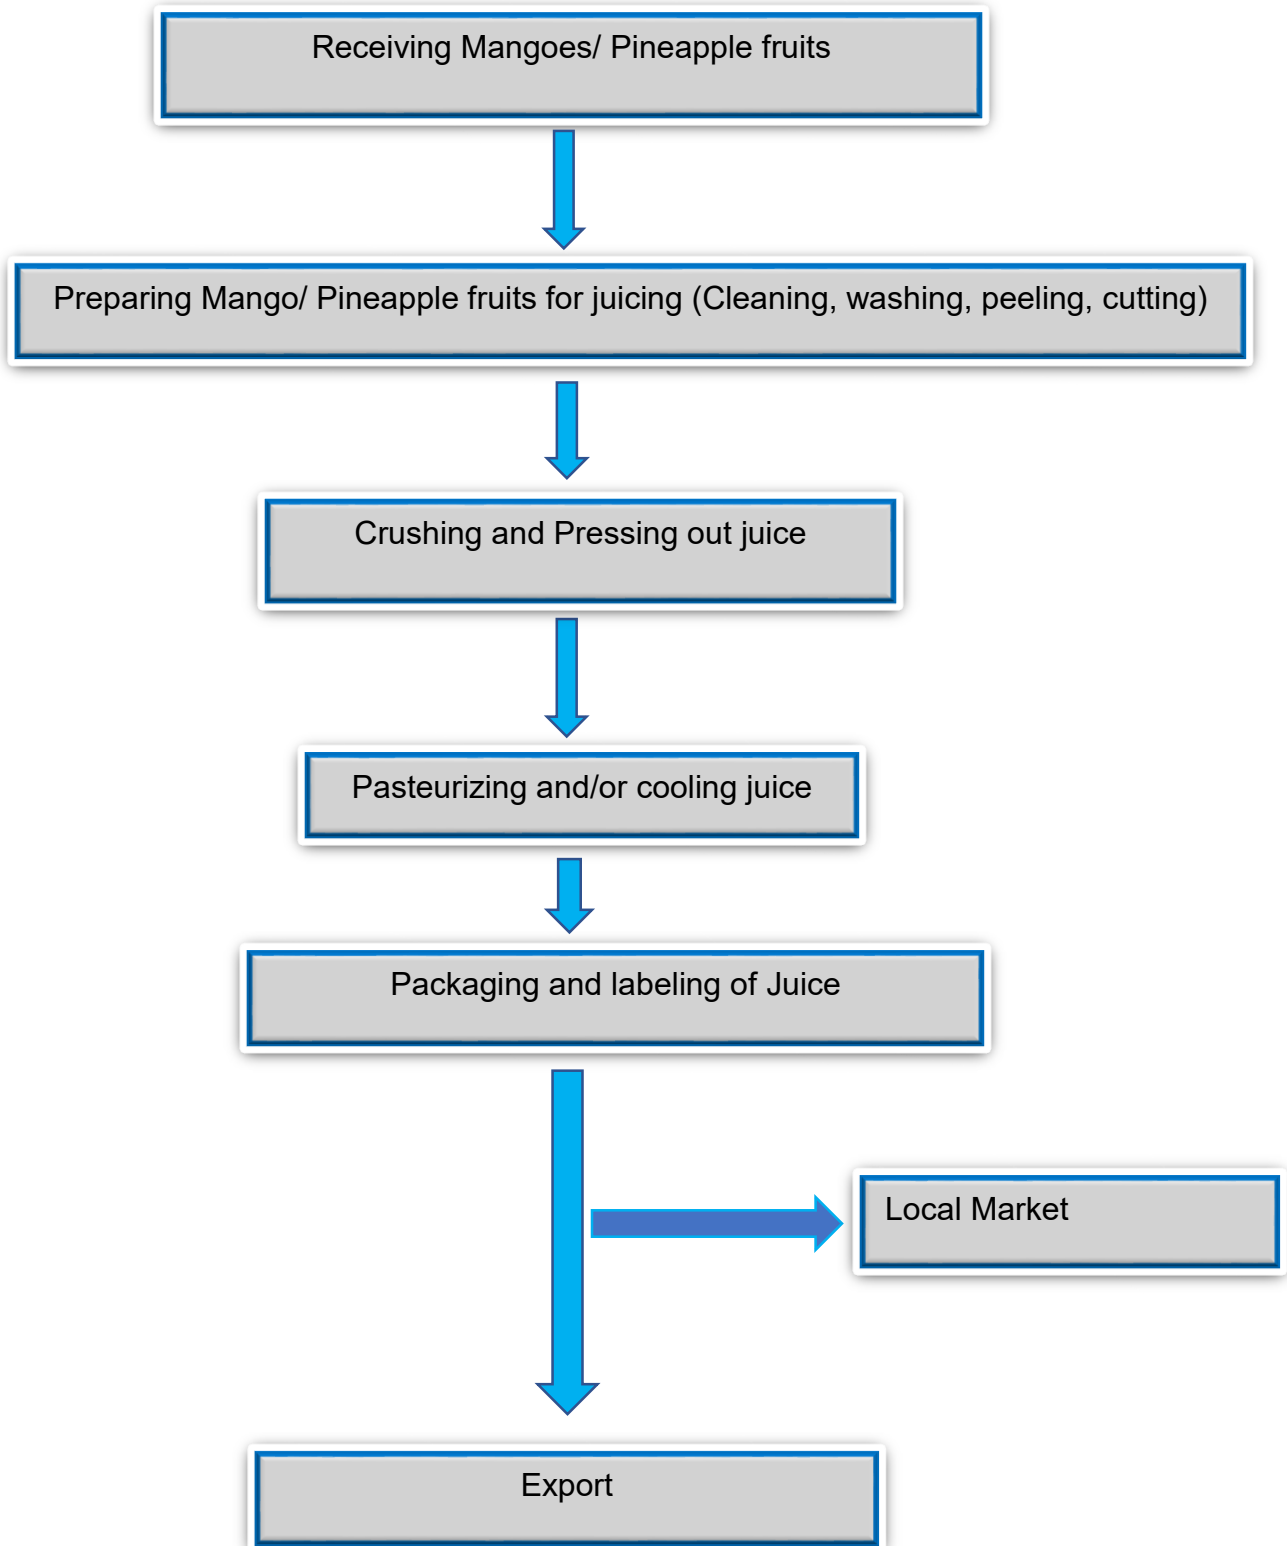 Receiving Mangoes/ Pineapple fruits
Preparing Mango/ Pineapple fruits for juicing (Cleaning, washing, peeling, cutting)
Crushing and Pressing out juice
Pasteurizing and/or cooling juice
Packaging and labeling of Juice
Local Market
Export